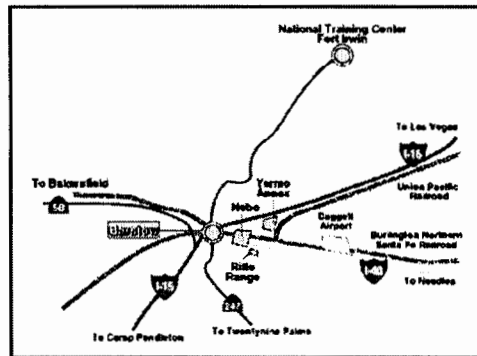 National Training Center
Fort Irwin
To Las Vegas
I-15
Union Pacific
Railroad
Yermo
Annex
To Bakersfield
58
Nebo
Daggett
Airport
Barstow
Burlington Northern
Santa Fe Railroad
Rifle
Range
I-40
I-15
To Needles
247
To Camp Pendleton
To Twentynine Palms